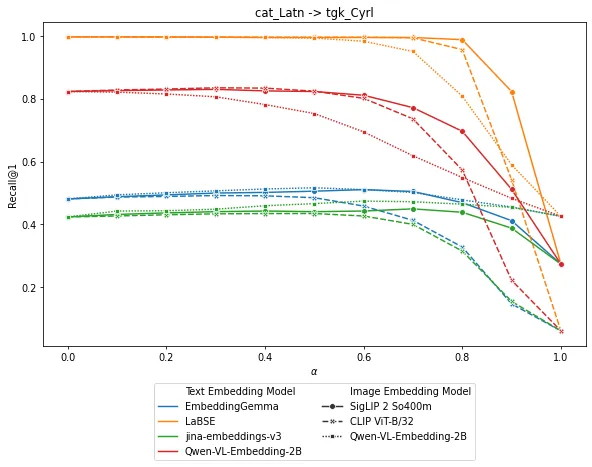 cat_Latn -> tgk_Cyrl
Recall@1
1.0
0.8
0.6
0.4
0.2
0.0 0.2 0.4 0.6 0.8 1.0
α
Text Embedding Model Image Embedding Model
EmbeddingGemma SigLIP 2 So400m
LaBSE CLIP ViT-B/32
jina-embeddings-v3 Qwen-VL-Embedding-2B
Qwen-VL-Embedding-2B